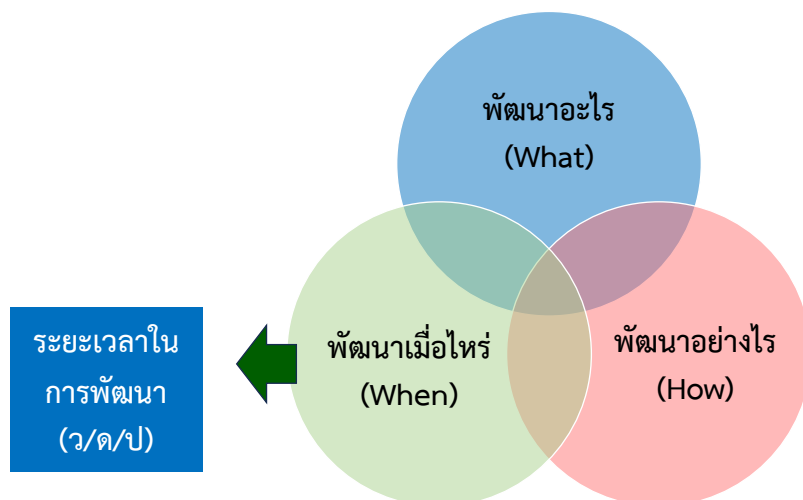 พัฒนาอะไร
(What)
ระยะเวลาใน
การพัฒนา
(ว/ด/ป)
พัฒนาเมื่อไหร่
(When)
พัฒนาอย่างไร
(How)